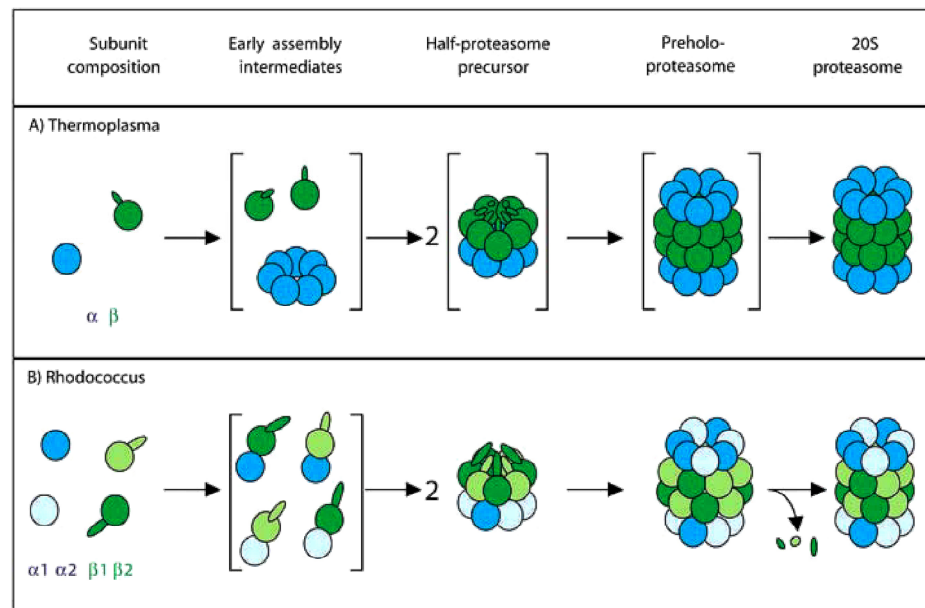 Subunit
composition
Early assembly
intermediates
Half-proteasome
precursor
Preholo-
proteasome
20S
proteasome
A) Thermoplasma
2
α β
B) Rhodococcus
2
α1 α2 β1 β2